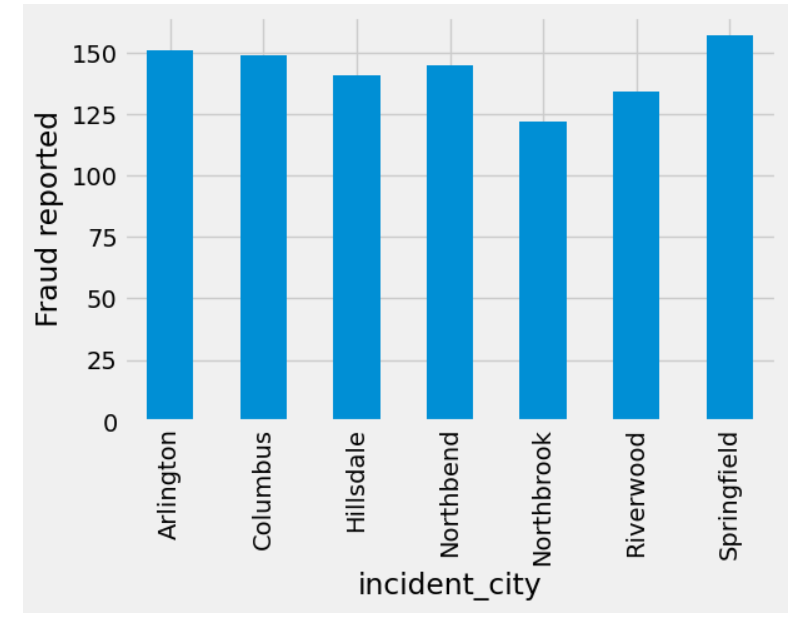 Fraud reported
150
125
100
75
50
25
0
Arlington
Columbus
Hillsdale
Northbend
Northbrook
Riverwood
Springfield
incident_city